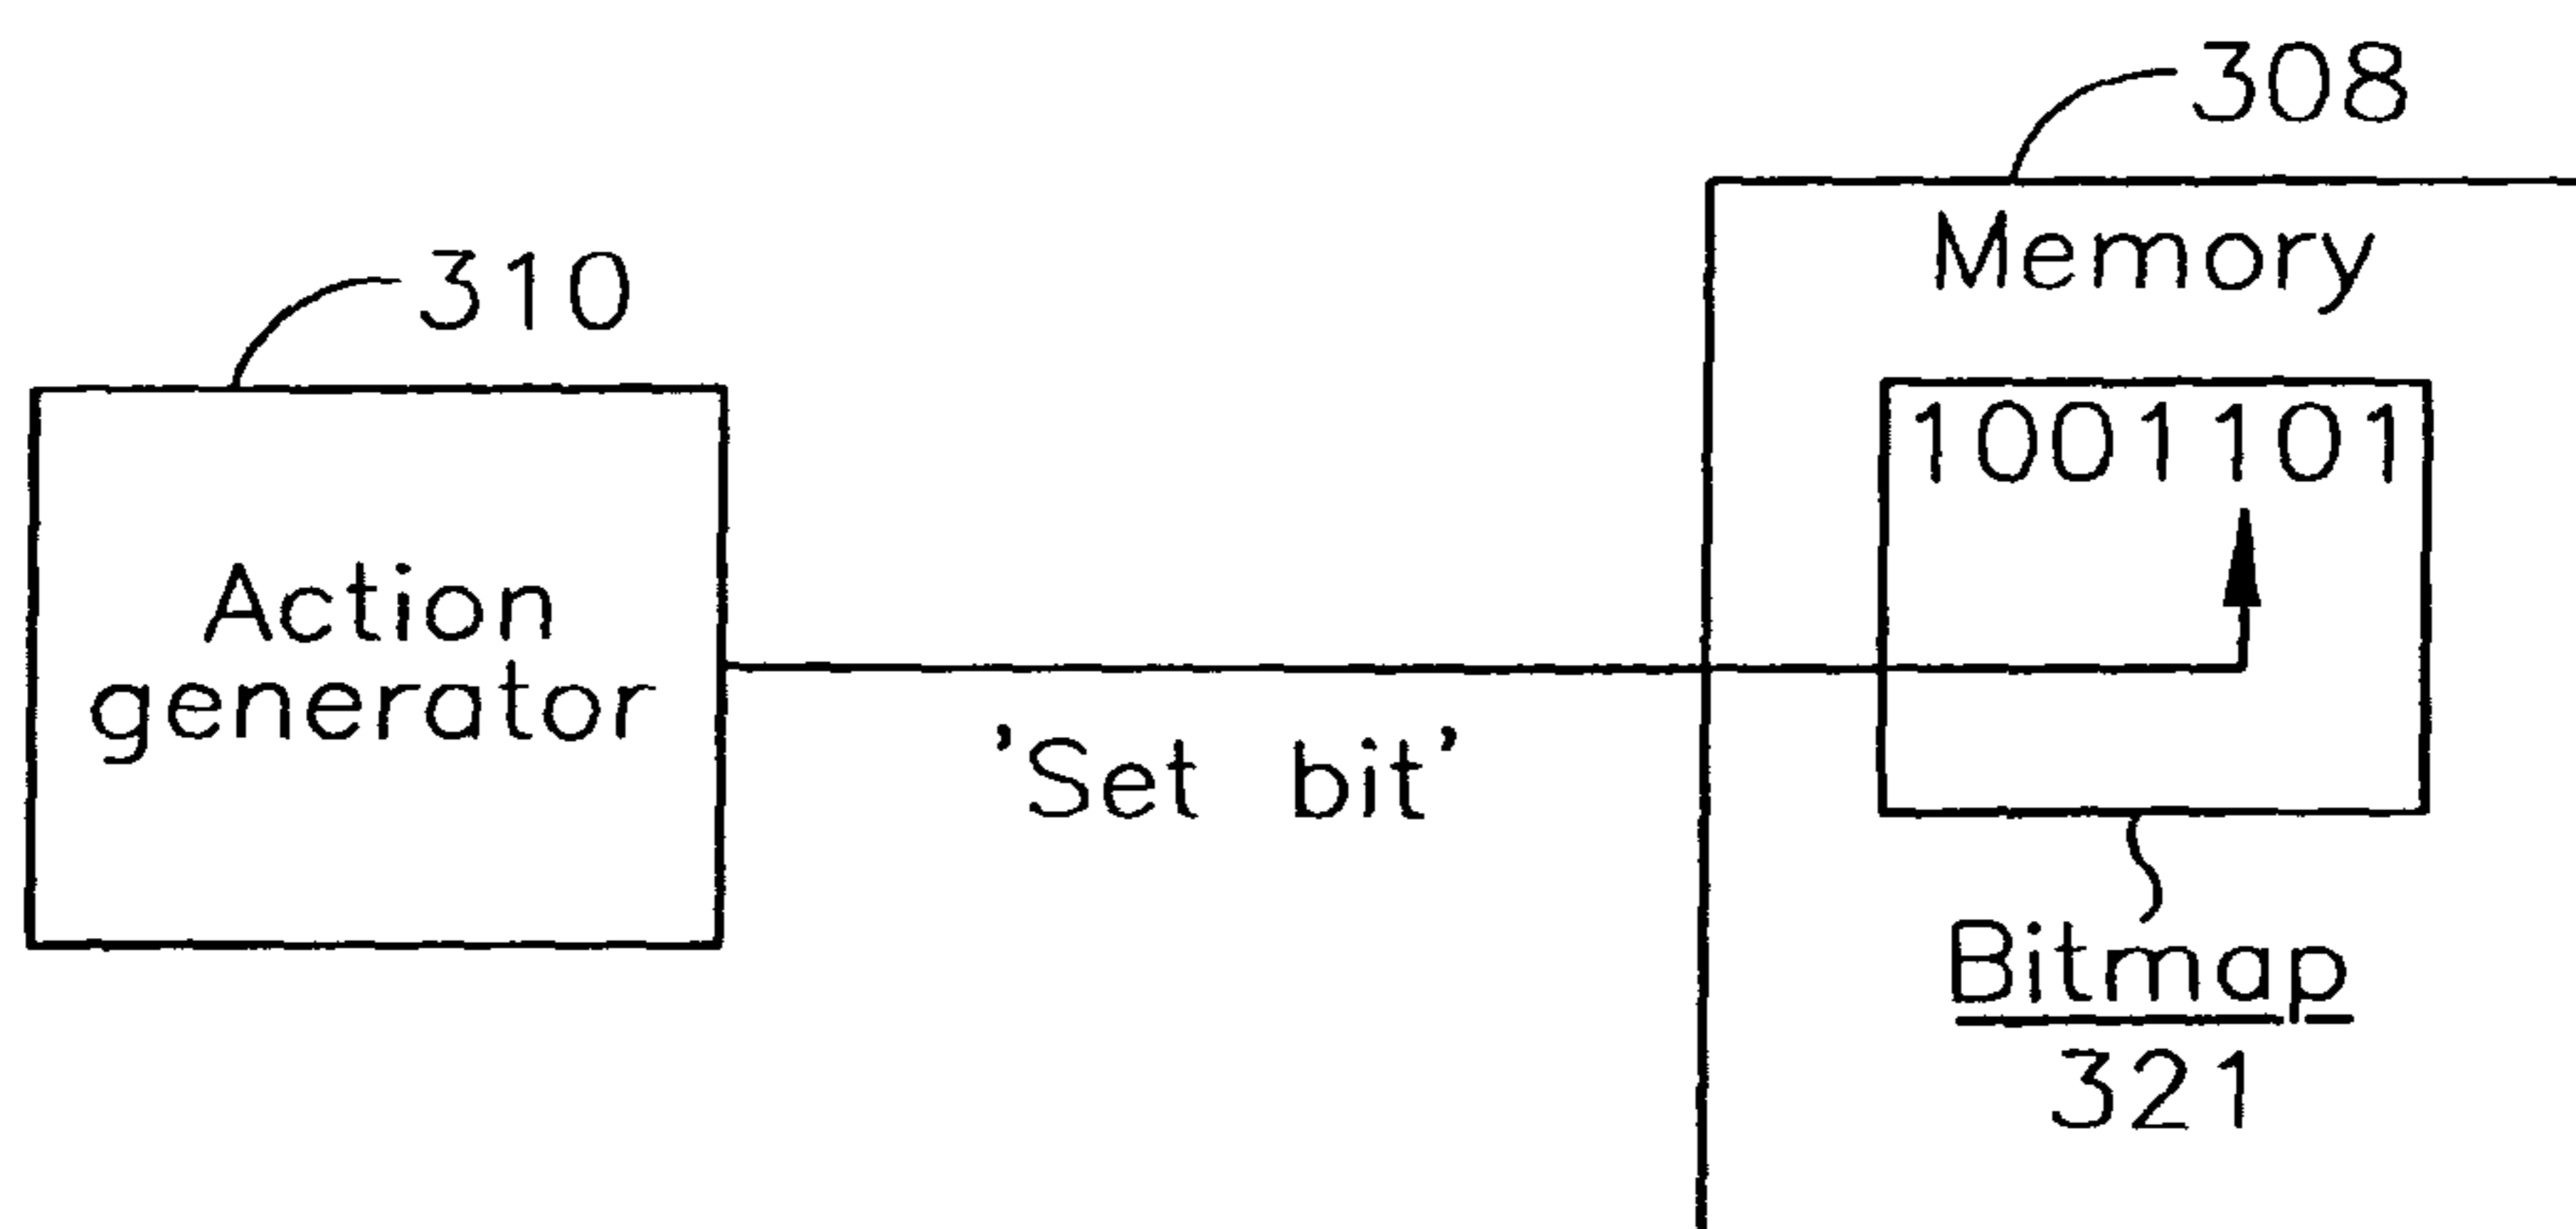 308
Memory
310
1001101
Action
generator
'Set bit'
Bitmap
321